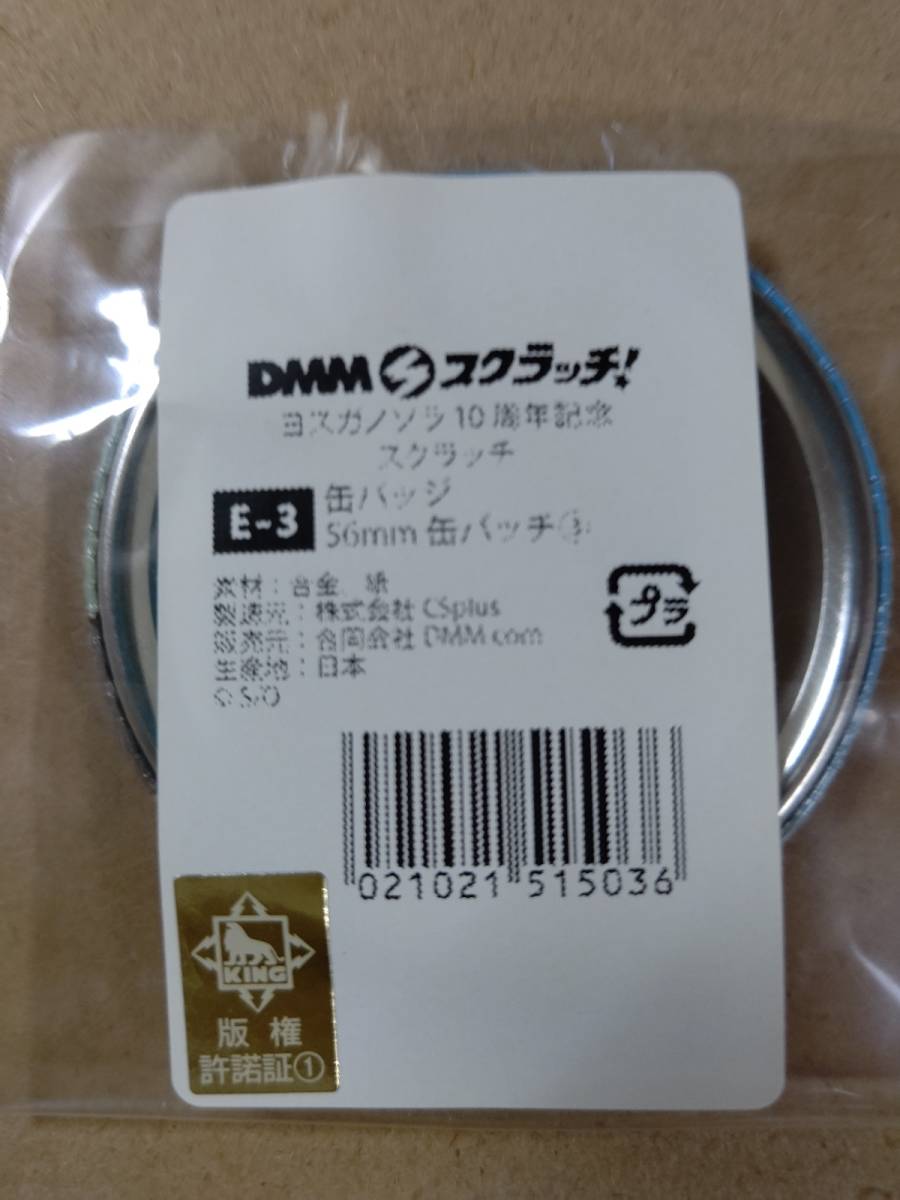 DMMスクラッチ!
ヨスガノソラ10周年記念
スクラッチ
E-3
缶バッジ
56mm 缶バッチ③
素材：合金、紙
製造元：株式会社 CSplus
販売元：合同会社 DMM.com
生産地：日本
プラ
021021 515036
KING
版権
許諾証①